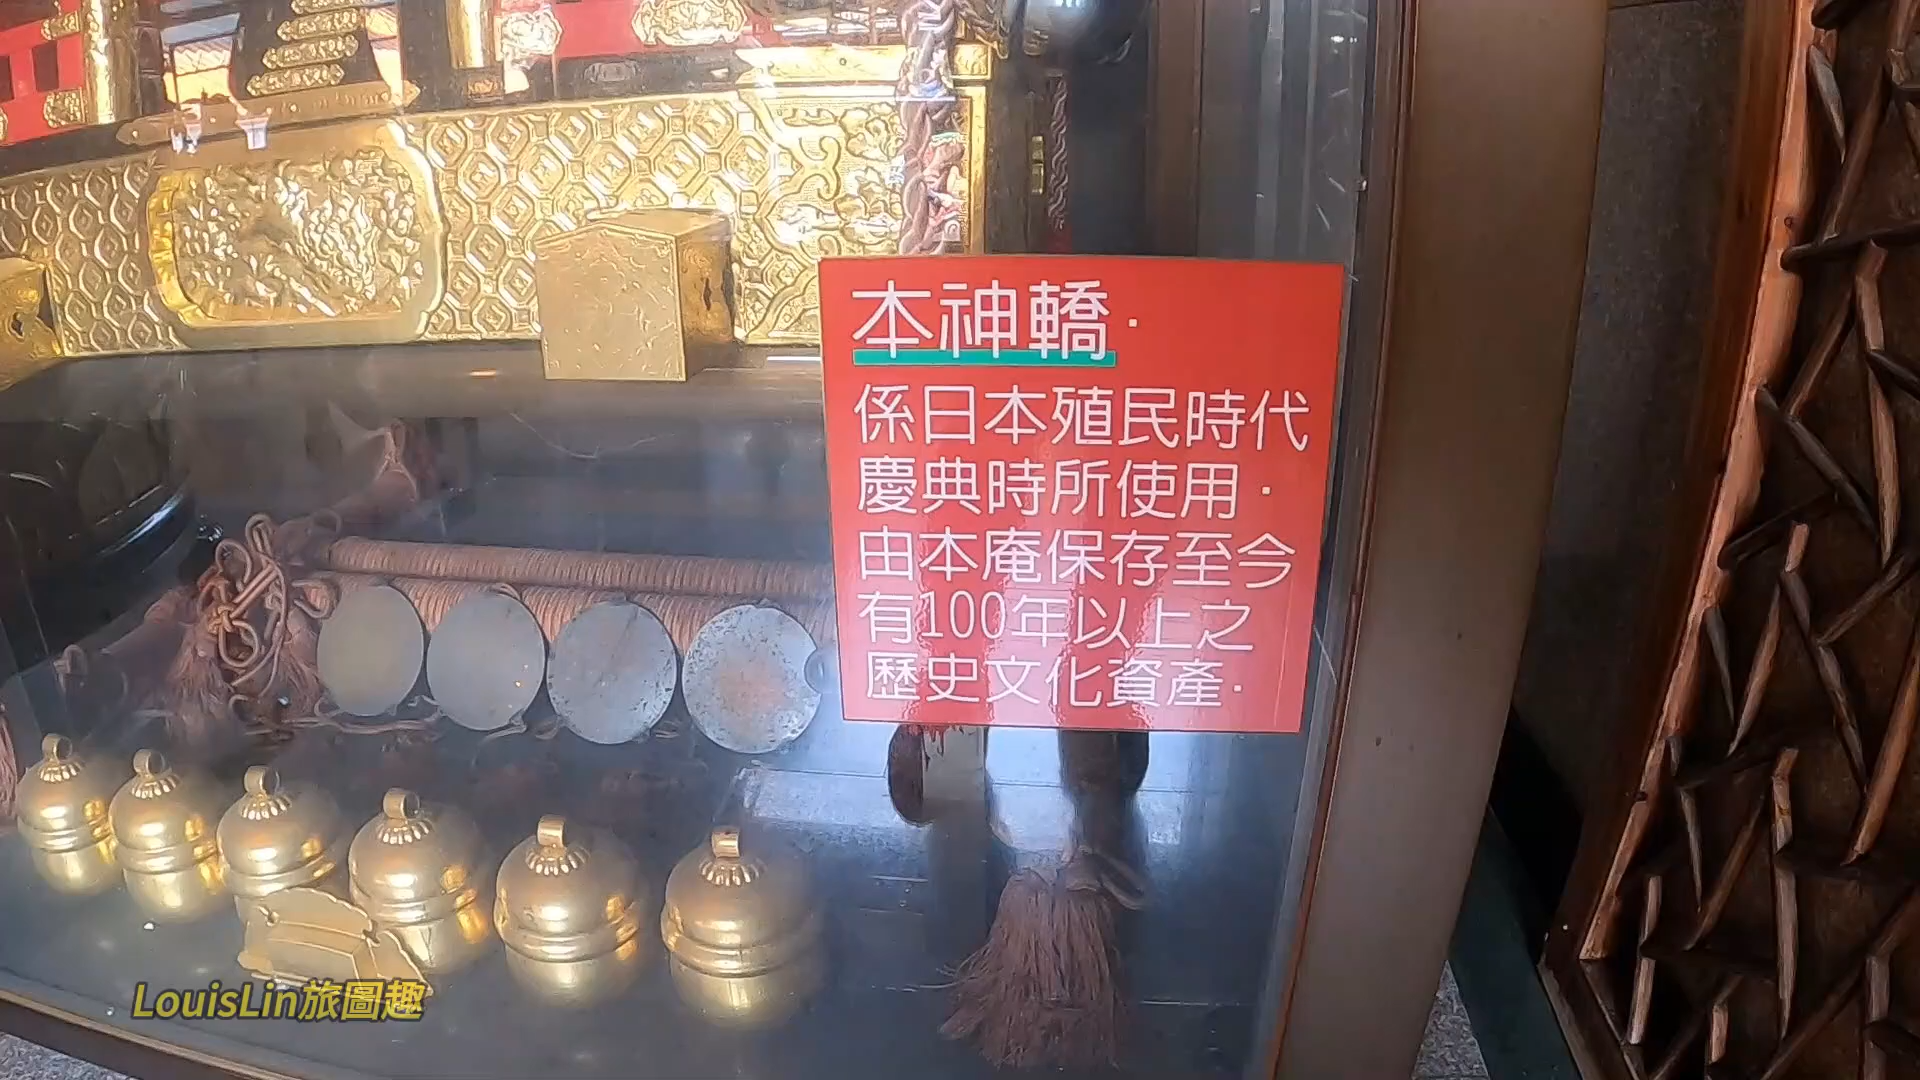 本神轎·
係日本殖民時代
慶典時所使用·
由本庵保存至今
有100年以上之
歷史文化資產·
LouisLin旅圖趣